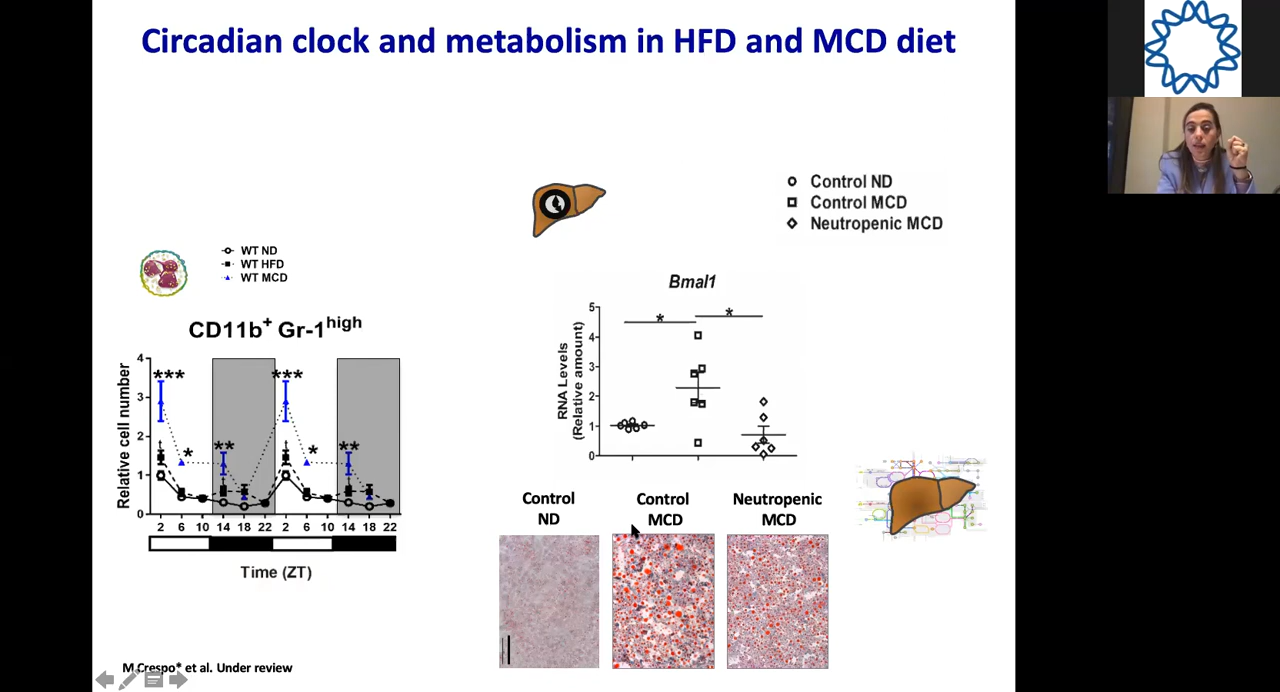 Circadian clock and metabolism in HFD and MCD diet
Control ND
Control MCD
Neutropenic MCD
WT ND
WT HFD
WT MCD
CD11b+ Gr-1high
Relative cell number
4
3
2
1
0
***
*
**
***
*
**
2 6 10 14 18 22 2 6 10 14 18 22
Time (ZT)
Bmal1
RNA Levels
(Relative amount)
5
4
3
2
1
0
*
*
Control
ND
Control
MCD
Neutropenic
MCD
M Crespo* et al. Under review